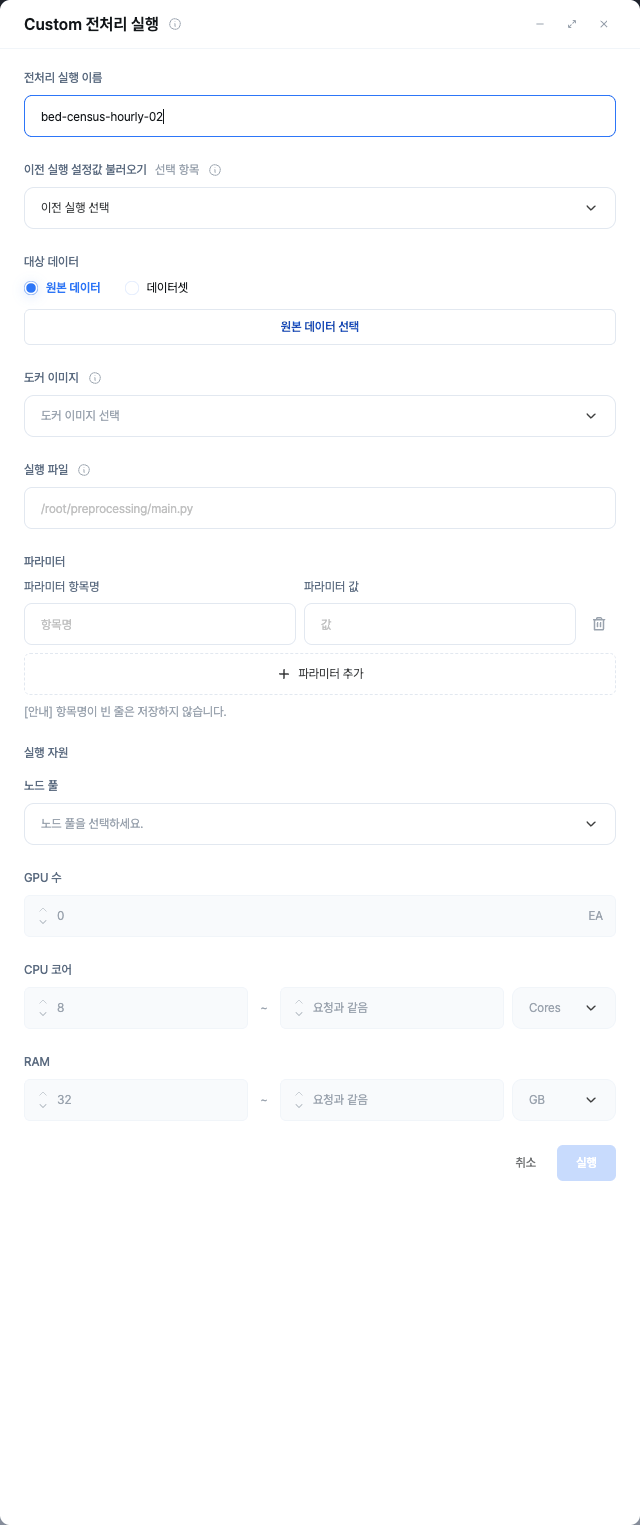 Custom 전처리 실행
전처리 실행 이름
bed-census-hourly-02
이전 실행 설정값 불러오기 선택 항목
이전 실행 선택
대상 데이터
원본 데이터 데이터셋
원본 데이터 선택
도커 이미지
도커 이미지 선택
실행 파일
/root/preprocessing/main.py
파라미터
파라미터 항목명 파라미터 값
항목명 값
+ 파라미터 추가
[안내] 항목명이 빈 줄은 저장하지 않습니다.
실행 자원
노드 풀
노드 풀을 선택하세요.
GPU 수
0 EA
CPU 코어
8 ~ 요청과 같음 Cores
RAM
32 ~ 요청과 같음 GB
취소 실행